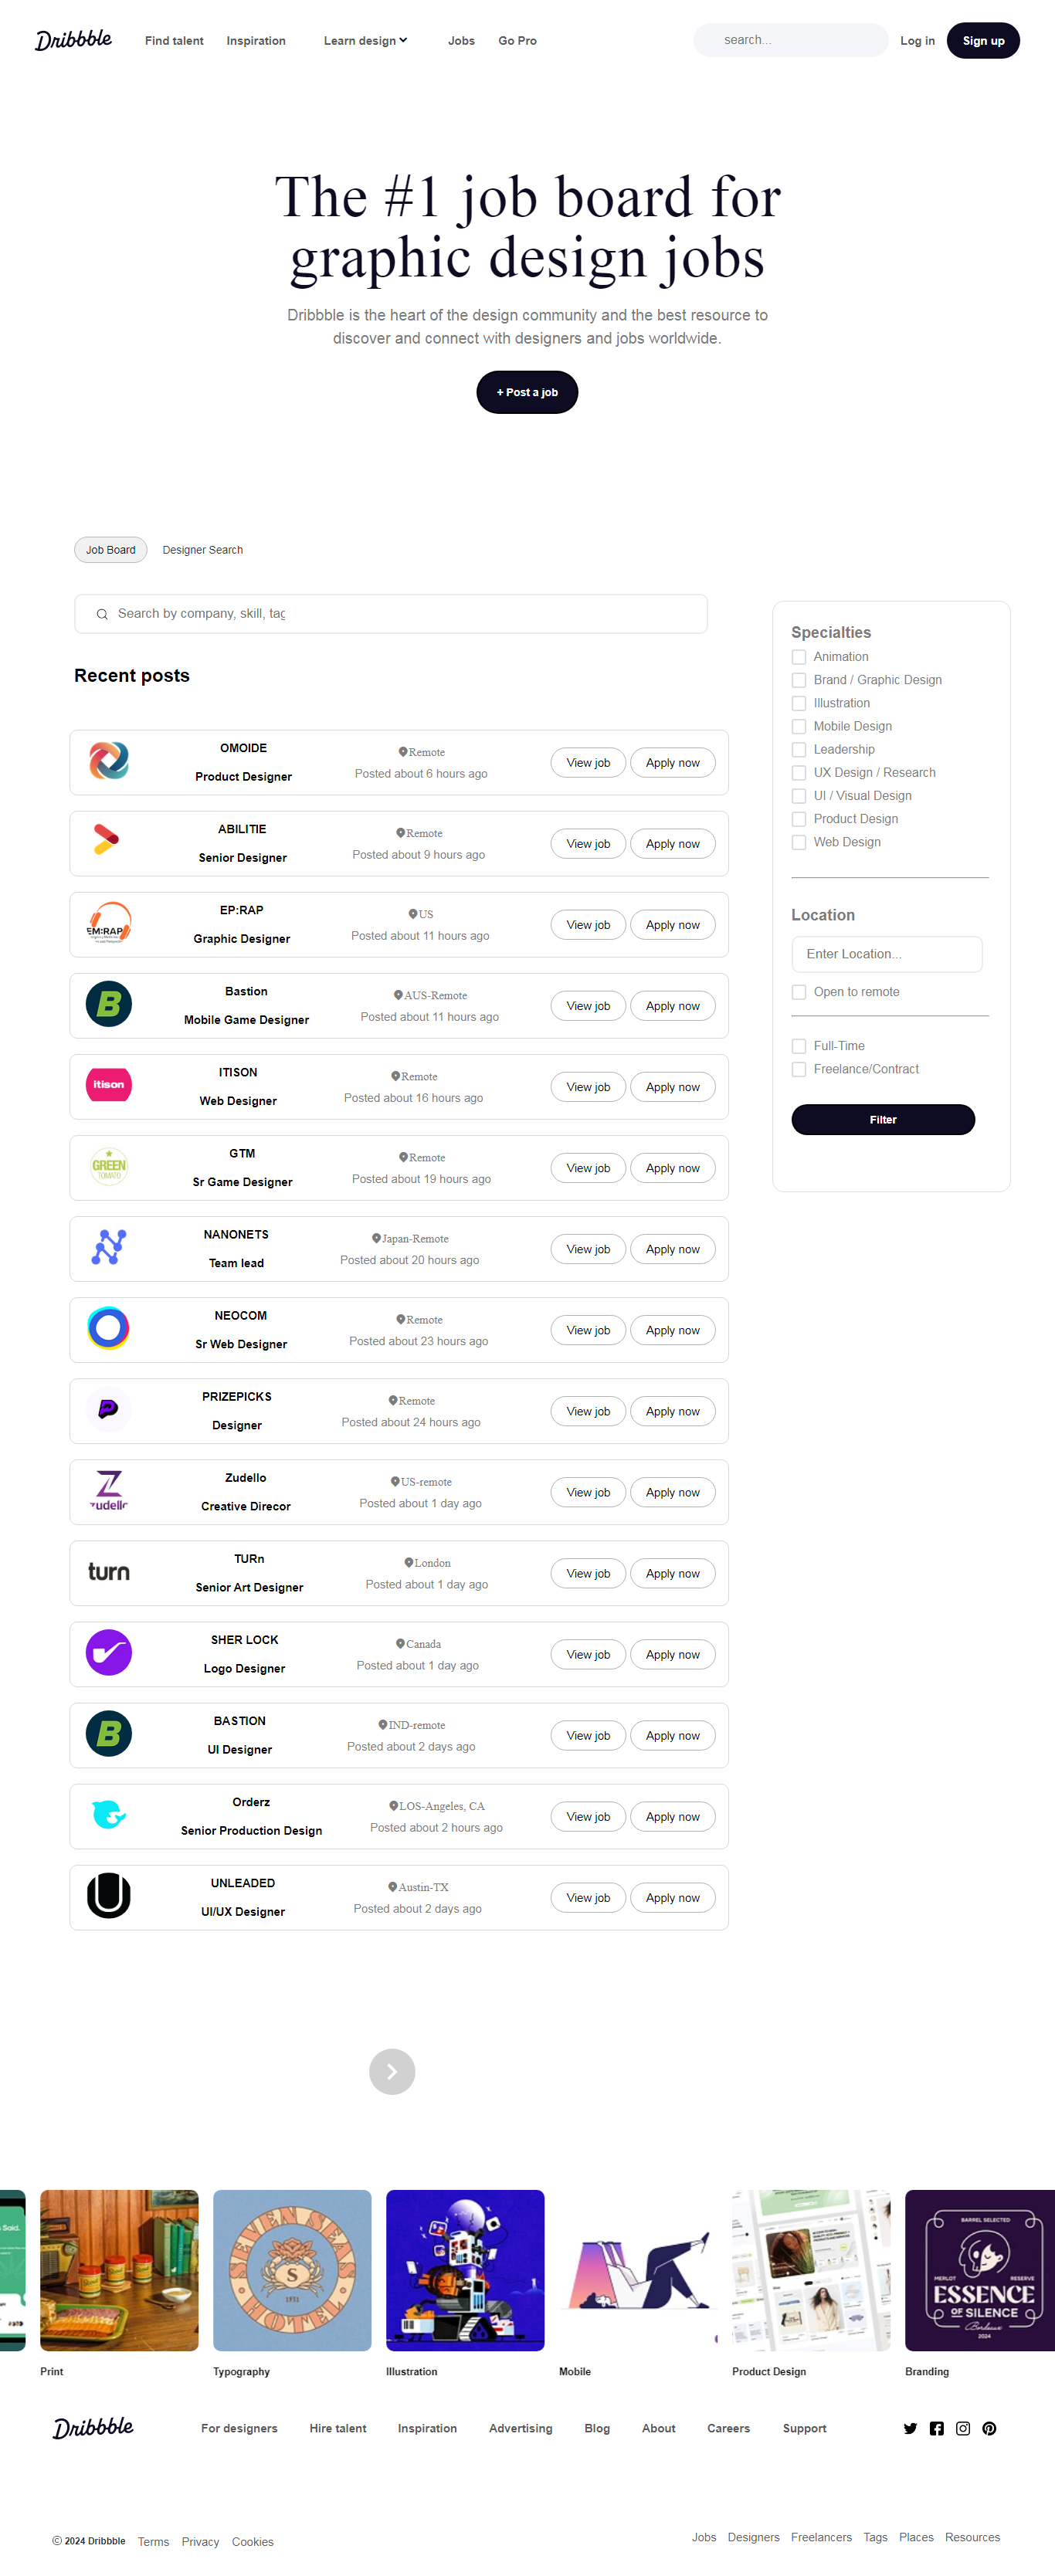 Dribbble
Find talent Inspiration Learn design Jobs Go Pro search... Log in Sign up
The #1 job board for
graphic design jobs
Dribbble is the heart of the design community and the best resource to
discover and connect with designers and jobs worldwide.
+ Post a job
Job Board Designer Search
Search by company, skill, tag
Recent posts
OMOIDE
Product Designer
Remote
Posted about 6 hours ago
View job Apply now
ABILITIE
Senior Designer
Remote
Posted about 9 hours ago
View job Apply now
EM:RAP
EP:RAP
Graphic Designer
US
Posted about 11 hours ago
View job Apply now
B
Bastion
Mobile Game Designer
AUS-Remote
Posted about 11 hours ago
View job Apply now
itison
ITISON
Web Designer
Remote
Posted about 16 hours ago
View job Apply now
GREEN
TOMATO
GTM
Sr Game Designer
Remote
Posted about 19 hours ago
View job Apply now
NANONETS
Team lead
Japan-Remote
Posted about 20 hours ago
View job Apply now
NEOCOM
Sr Web Designer
Remote
Posted about 23 hours ago
View job Apply now
PRIZEPICKS
Designer
Remote
Posted about 24 hours ago
View job Apply now
Z
zudello
Zudello
Creative Direcor
US-remote
Posted about 1 day ago
View job Apply now
turn
TURn
Senior Art Designer
London
Posted about 1 day ago
View job Apply now
SHER LOCK
Logo Designer
Canada
Posted about 1 day ago
View job Apply now
B
BASTION
UI Designer
IND-remote
Posted about 2 days ago
View job Apply now
Orderz
Senior Production Design
LOS-Angeles, CA
Posted about 2 hours ago
View job Apply now
UNLEADED
UI/UX Designer
Austin-TX
Posted about 2 days ago
View job Apply now
Specialties
Animation
Brand / Graphic Design
Illustration
Mobile Design
Leadership
UX Design / Research
UI / Visual Design
Product Design
Web Design
Location
Enter Location...
Open to remote
Full-Time
Freelance/Contract
Filter
Said.
SEVEN SEAS
HOTEL
S
1951
BARREL SELECTED
MERLOT RESERVE
ESSENCE
OF SILENCE
Bordeaux
2024
Print Typography Illustration Mobile Product Design Branding
Dribbble
For designers Hire talent Inspiration Advertising Blog About Careers Support
© 2024 Dribbble Terms Privacy Cookies
Jobs Designers Freelancers Tags Places Resources